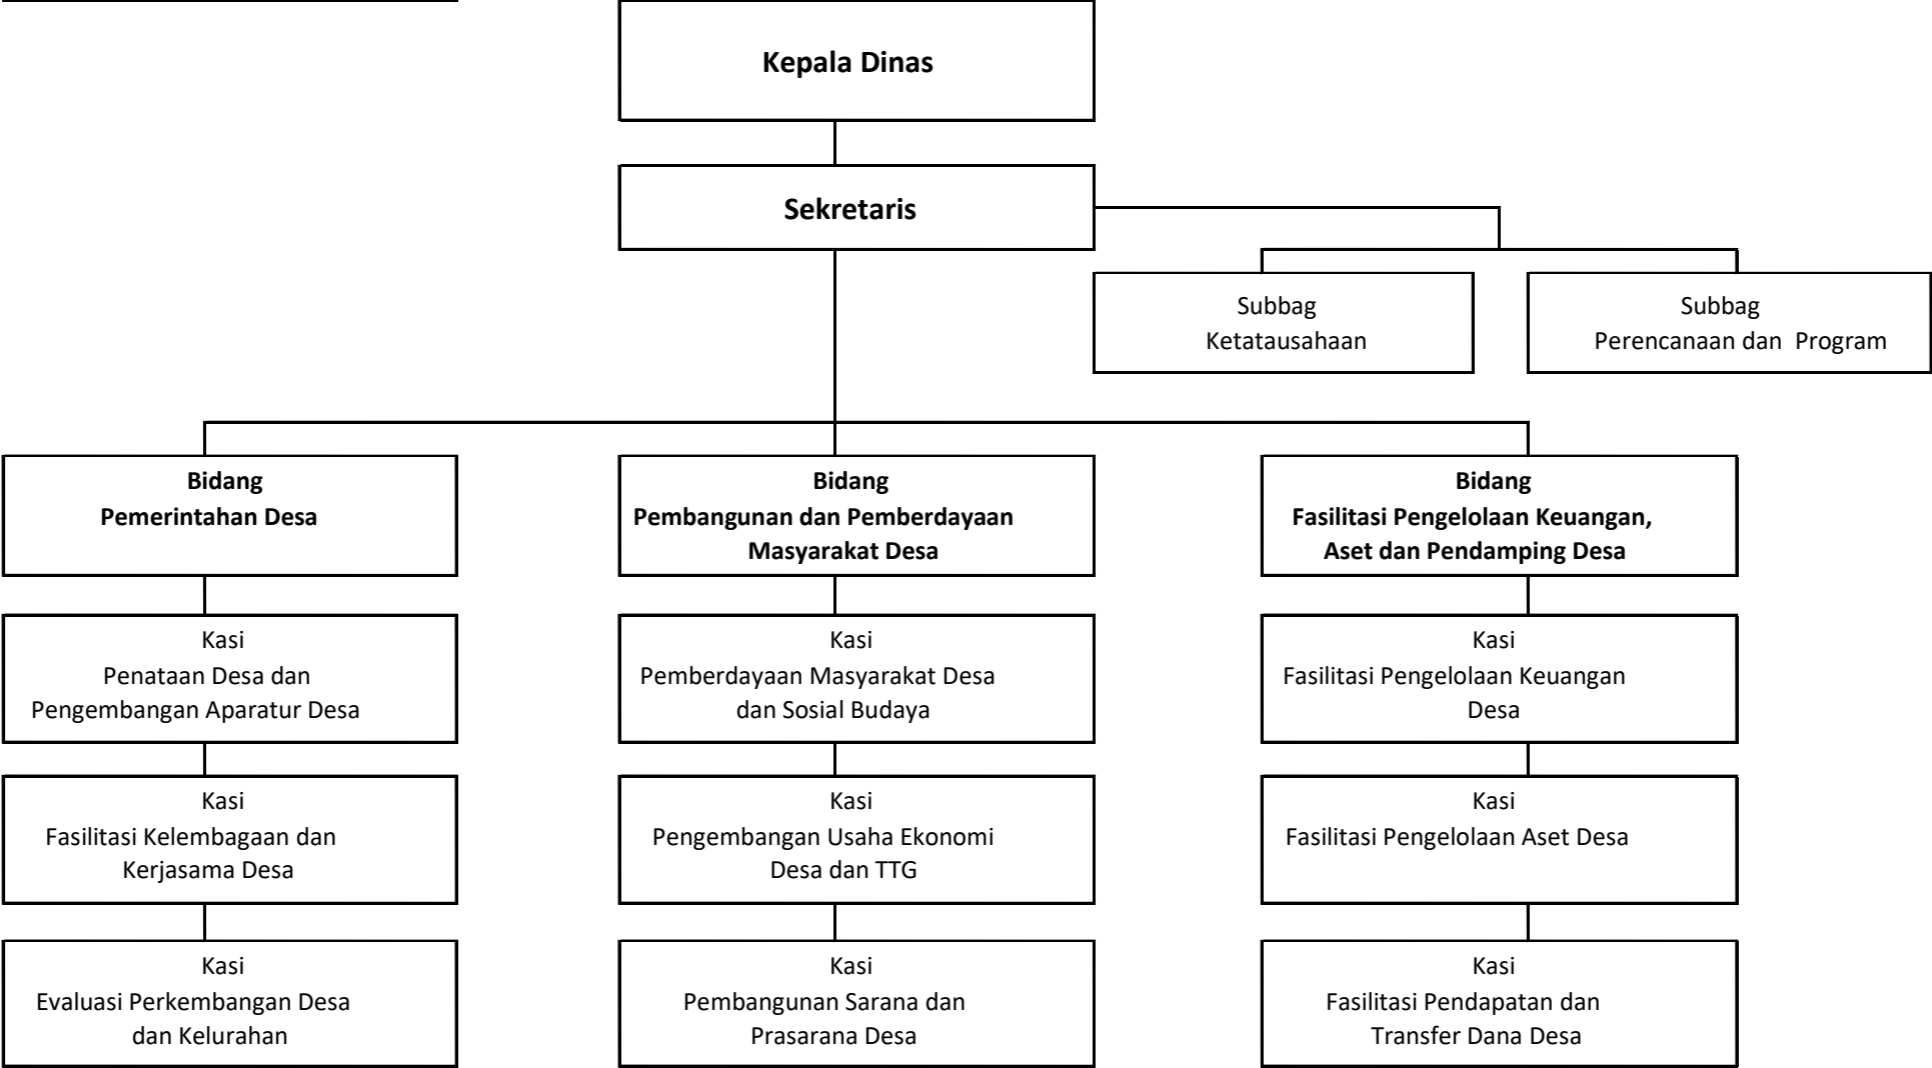 Kepala Dinas
Sekretaris
Subbag
Ketatausahaan
Subbag
Perencanaan dan  Program
Bidang
Pemerintahan Desa
Bidang
Pembangunan dan Pemberdayaan
Masyarakat Desa
Bidang
Fasilitasi Pengelolaan Keuangan,
Aset dan Pendamping Desa
Kasi
Penataan Desa dan
Pengembangan Aparatur Desa
Kasi
Pemberdayaan Masyarakat Desa
dan Sosial Budaya
Kasi
Fasilitasi Pengelolaan Keuangan
Desa
Kasi
Fasilitasi Kelembagaan dan
Kerjasama Desa
Kasi
Pengembangan Usaha Ekonomi
Desa dan TTG
Kasi
Fasilitasi Pengelolaan Aset Desa
Kasi
Evaluasi Perkembangan Desa
dan Kelurahan
Kasi
Pembangunan Sarana dan
Prasarana Desa
Kasi
Fasilitasi Pendapatan dan
Transfer Dana Desa